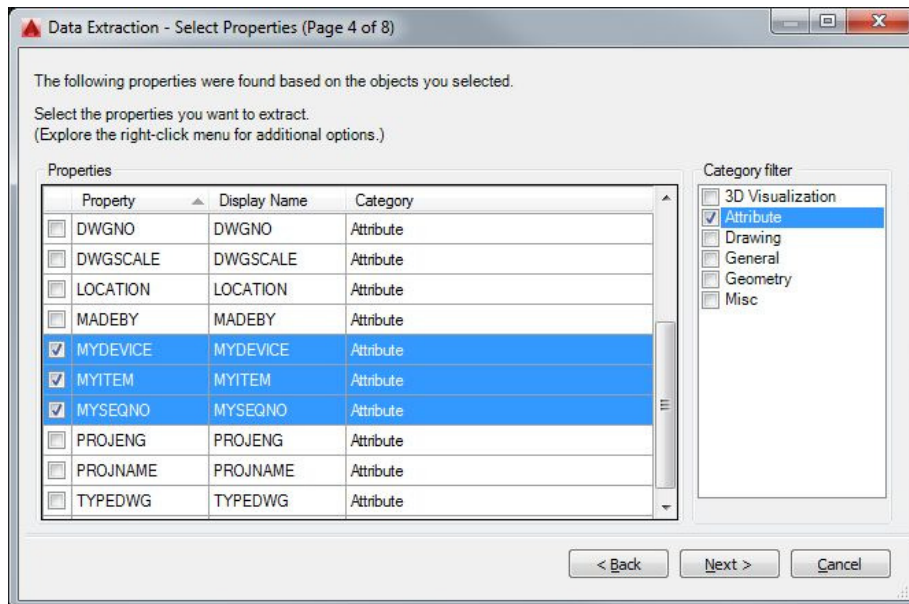 Data Extraction - Select Properties (Page 4 of 8)
The following properties were found based on the objects you selected.
Select the properties you want to extract.
(Explore the right-click menu for additional options.)
Properties
Property Display Name Category
DWGNO DWGNO Attribute
DWGSCALE DWGSCALE Attribute
LOCATION LOCATION Attribute
MADEBY MADEBY Attribute
MYDEVICE MYDEVICE Attribute
MYITEM MYITEM Attribute
MYSEQNO MYSEQNO Attribute
PROJENG PROJENG Attribute
PROJNAME PROJNAME Attribute
TYPEDWG TYPEDWG Attribute
Category filter
3D Visualization
Attribute
Drawing
General
Geometry
Misc
< Back Next > Cancel